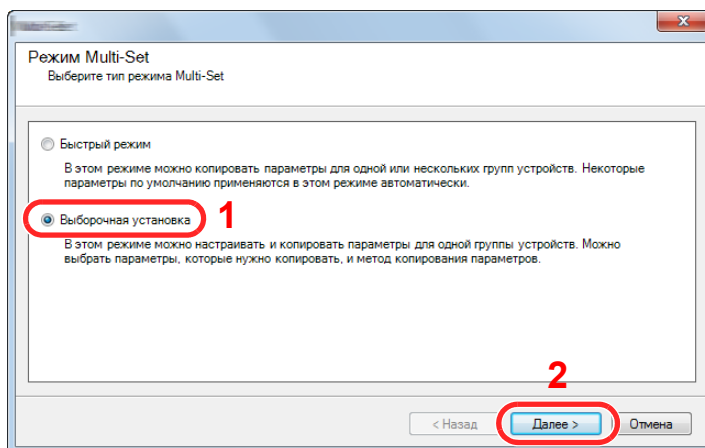 Режим Multi-Set
Выберите тип режима Multi-Set
Быстрый режим
В этом режиме можно копировать параметры для одной или нескольких групп устройств. Некоторые
параметры по умолчанию применяются в этом режиме автоматически.
Выборочная установка 1
В этом режиме можно настраивать и копировать параметры для одной группы устройств. Можно
выбрать параметры, которые нужно копировать, и метод копирования параметров.
2
< Назад Далее > Отмена